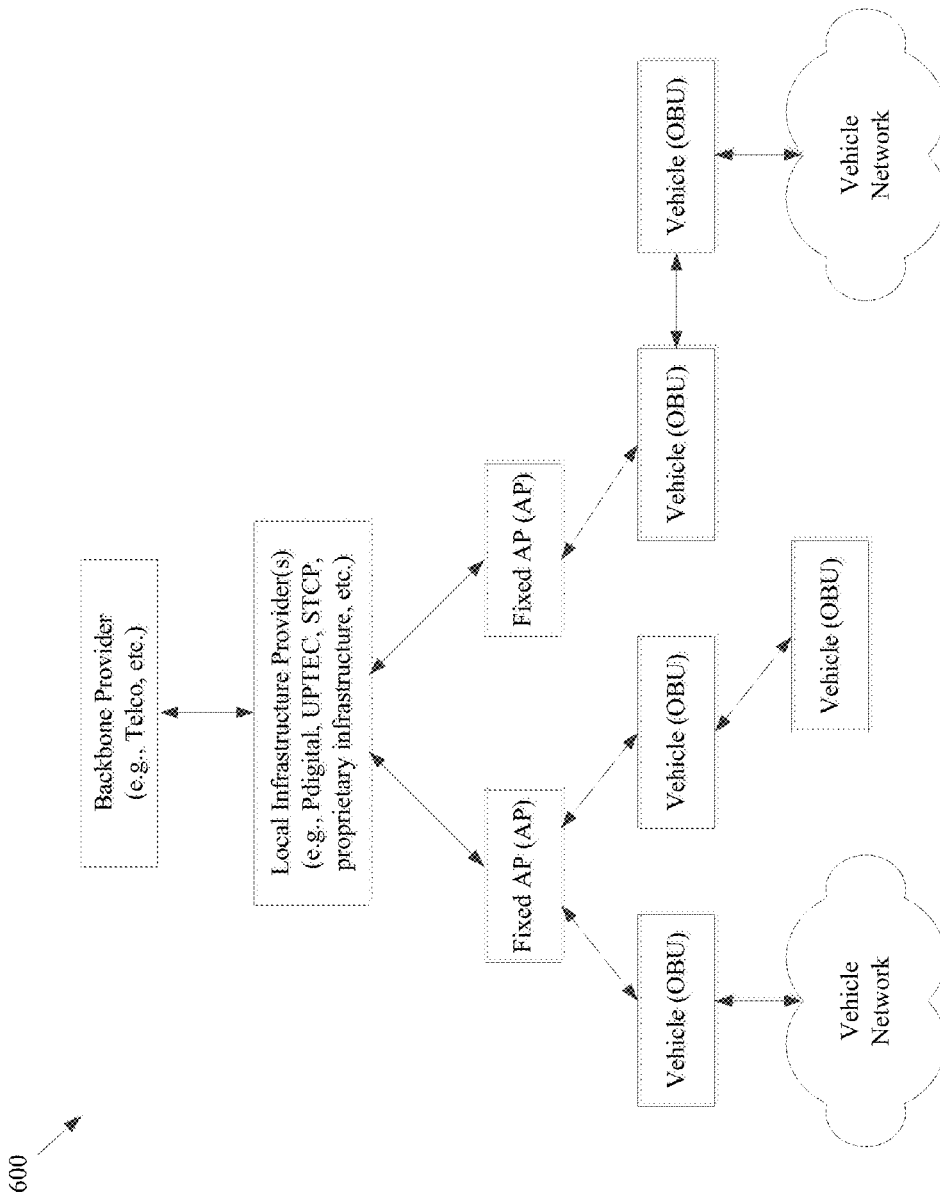 600
Backbone Provider
(e.g., Telco, etc.)
Local Infrastructure Provider(s)
(e.g., Pdigital, UPTEC, STCP,
proprietary infrastructure, etc.)
Fixed AP (AP)
Fixed AP (AP)
Vehicle (OBU)
Vehicle (OBU)
Vehicle (OBU)
Vehicle (OBU)
Vehicle
Network
Vehicle (OBU)
Vehicle
Network